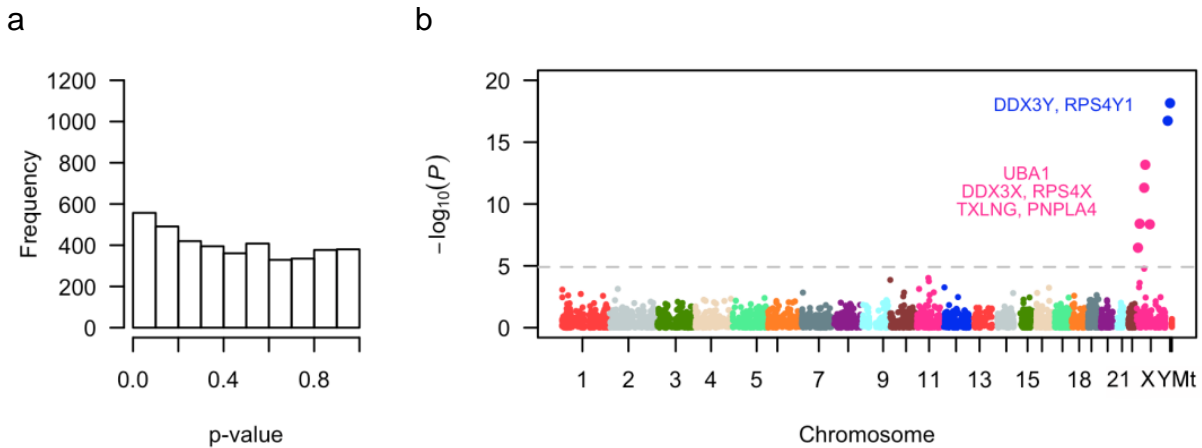 a
1200
1000
800
600
400
200
0
Frequency
0.0 0.4 0.8
p-value
b
20
15
10
5
0
−log10(P)
DDX3Y, RPS4Y1
UBA1
DDX3X, RPS4X
TXLNG, PNPLA4
1 2 3 4 5 7 9 11 13 15 18 21 X Y Mt
Chromosome